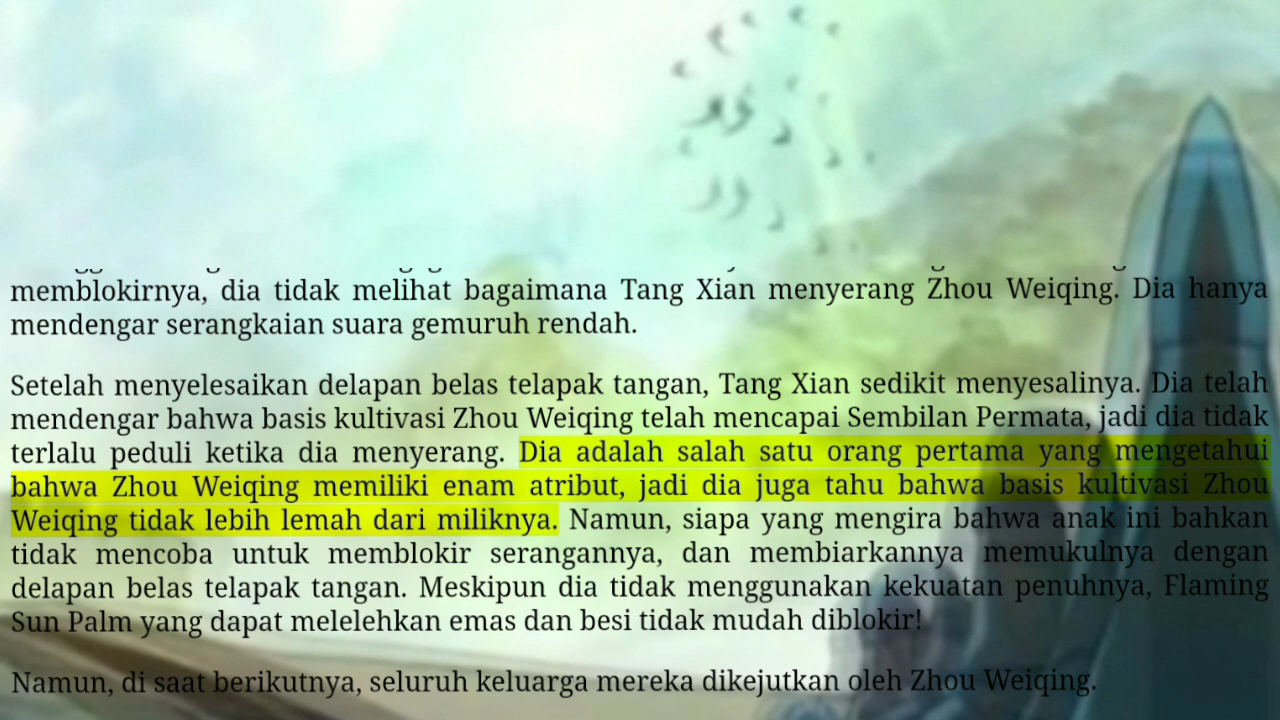 memblokirnya, dia tidak melihat bagaimana Tang Xian menyerang Zhou Weiqing. Dia hanya
mendengar serangkaian suara gemuruh rendah.
Setelah menyelesaikan delapan belas telapak tangan, Tang Xian sedikit menyesalinya. Dia telah
mendengar bahwa basis kultivasi Zhou Weiqing telah mencapai Sembilan Permata, jadi dia tidak
terlalu peduli ketika dia menyerang. Dia adalah salah satu orang pertama yang mengetahui
bahwa Zhou Weiqing memiliki enam atribut, jadi dia juga tahu bahwa basis kultivasi Zhou
Weiqing tidak lebih lemah dari miliknya. Namun, siapa yang mengira bahwa anak ini bahkan
tidak mencoba untuk memblokir serangannya, dan membiarkannya memukulnya dengan
delapan belas telapak tangan. Meskipun dia tidak menggunakan kekuatan penuhnya, Flaming
Sun Palm yang dapat melelehkan emas dan besi tidak mudah diblokir!
Namun, di saat berikutnya, seluruh keluarga mereka dikejutkan oleh Zhou Weiqing.